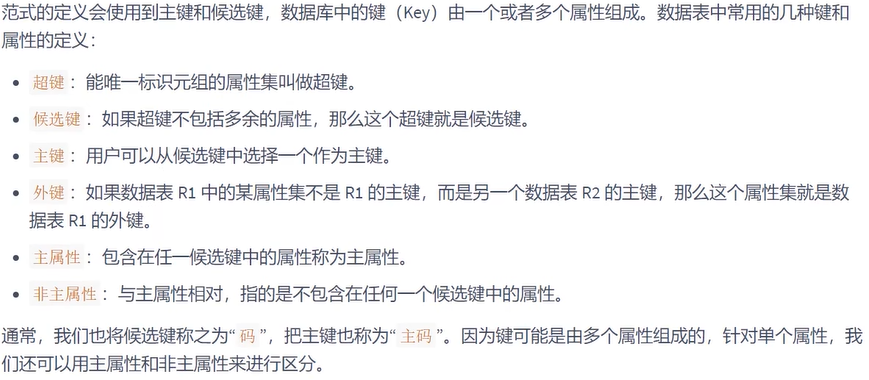 范式的定义会使用到主键和候选键，数据库中的键（Key）由一个或者多个属性组成。数据表中常用的几种键和
属性的定义：
• 超键： 能唯一标识元组的属性集叫做超键。
• 候选键： 如果超键不包括多余的属性，那么这个超键就是候选键。
• 主键： 用户可以从候选键中选择一个作为主键。
• 外键： 如果数据表 R1 中的某属性集不是 R1 的主键，而是另一个数据表 R2 的主键，那么这个属性集就是数
据表 R1 的外键。
• 主属性： 包含在任一候选键中的属性称为主属性。
• 非主属性： 与主属性相对，指的是不包含在任何一个候选键中的属性。
通常，我们也将候选键称之为“码”，把主键也称为“主码”。因为键可能是由多个属性组成的，针对单个属性，我
们还可以用主属性和非主属性来进行区分。